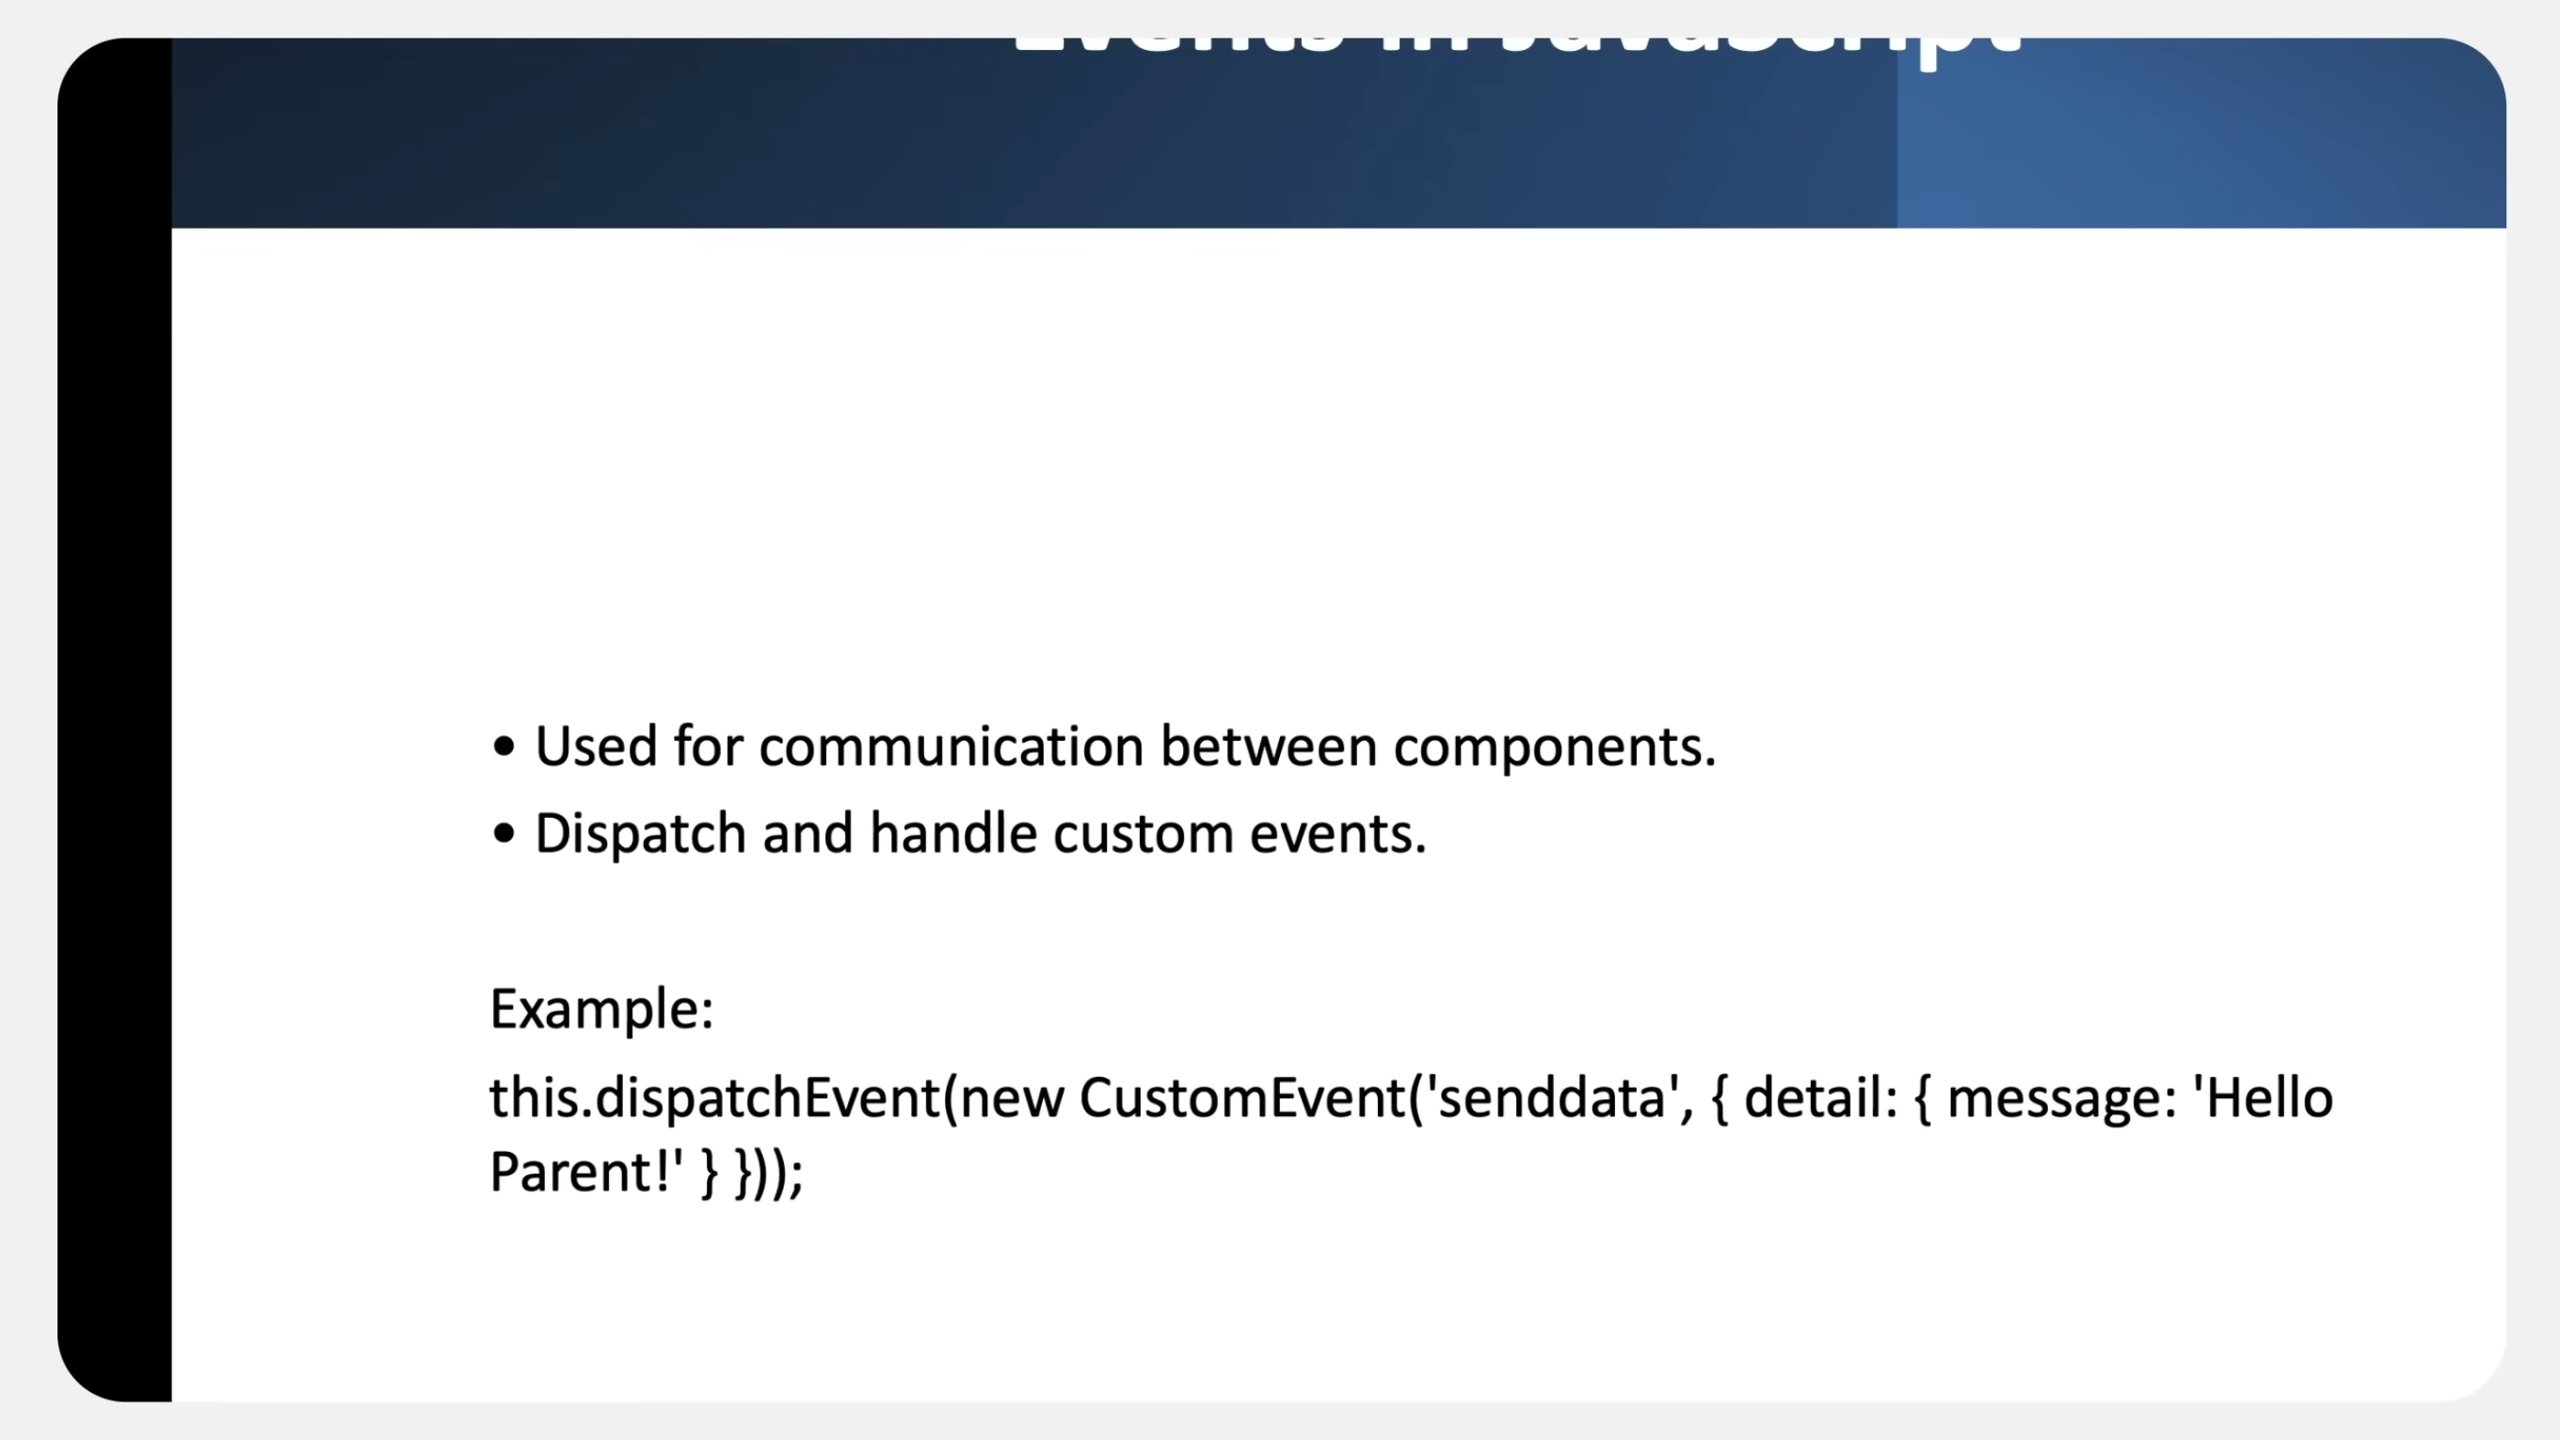 Events in JavaScript
• Used for communication between components.
• Dispatch and handle custom events.
Example:
this.dispatchEvent(new CustomEvent('senddata', { detail: { message: 'Hello
Parent!' } }));